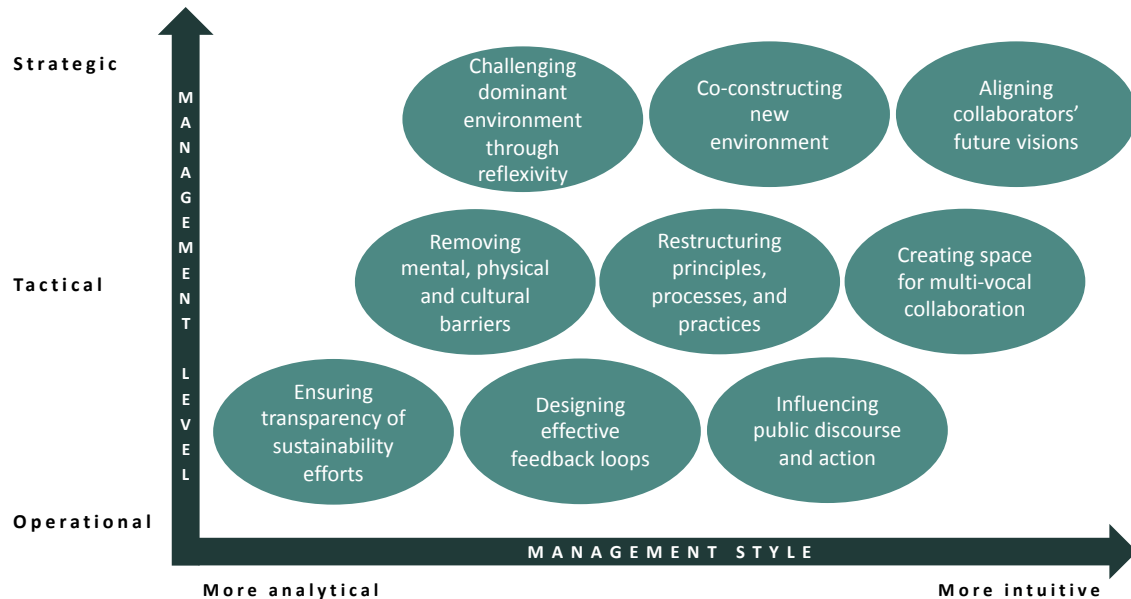 Strategic
Challenging
dominant
environment
through
reflexivity
Co-constructing
new
environment
Aligning
collaborators’
future visions
MANAGEMENT LEVEL
Tactical
Removing
mental, physical
and cultural
barriers
Restructuring
principles,
processes, and
practices
Creating space
for multi-vocal
collaboration
Ensuring
transparency of
sustainability
efforts
Designing
effective
feedback loops
Influencing
public discourse
and action
Operational
MANAGEMENT STYLE
More analytical
More intuitive